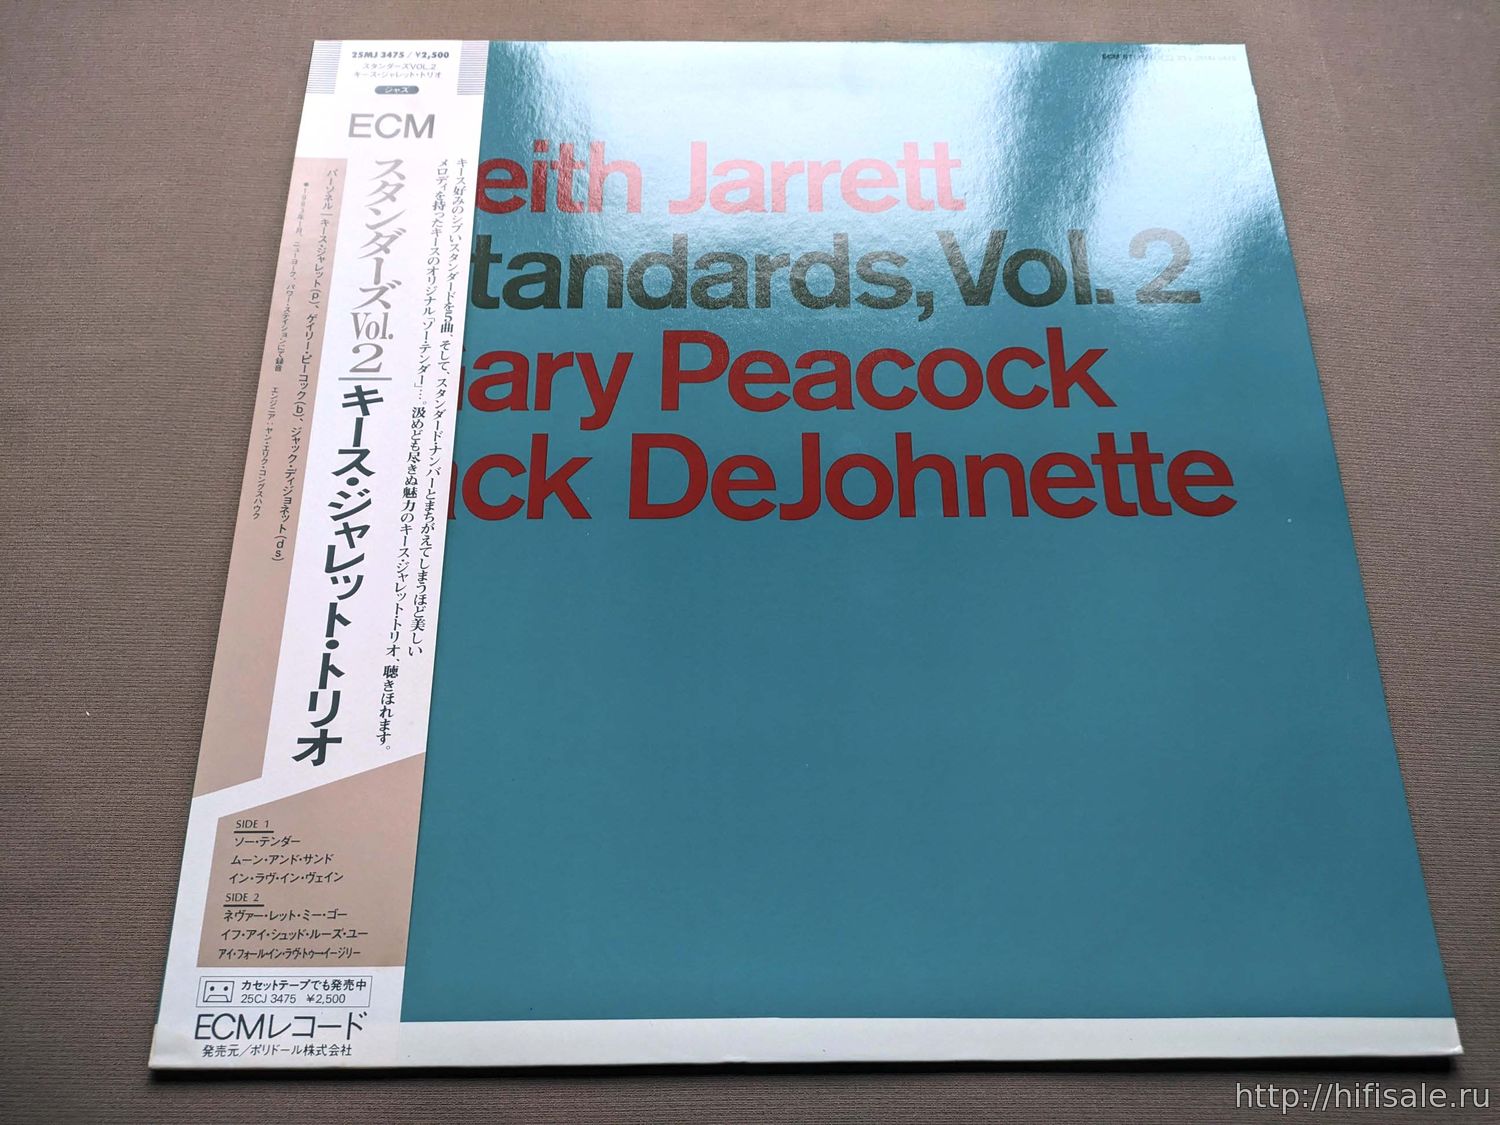 25MJ 3475/¥2,500
スタンダーズVOL.2
キース・ジャレット・トリオ
ジャズ
ECM
キース好みのシブいスタンダードを5曲、そして、スタンダード・ナンバーとまちがえてしまうほど美しい
メロディを持ったキースのオリジナル「ソー・テンダー」…。汲めども尽きぬ魅力のキース・ジャレット・トリオ、聴きほれます。
スタンダーズVol.2|キース・ジャレット・トリオ
パーソネル|キース・ジャレット(p)、ゲイリー・ピーコック(b)、ジャック・ディジョネット(ds)
●1983年1月、ニューヨーク、パワー・ステイションにて録音 エンジニア:ヤン・エリク・コングスハウク
SIDE 1
ソー・テンダー
ムーン・アンド・サンド
イン・ラヴ・イン・ヴェイン
SIDE 2
ネヴァー・レット・ミー・ゴー
イフ・アイ・シュッド・ルーズ・ユー
アイ・フォール・イン・ラヴ・トゥー・イージリー
カセットテープでも発売中
25CJ 3475 ¥2,500
ECMレコード
発売元/ポリドール株式会社
eith Jarrett
tandards, Vol. 2
ary Peacock
ck DeJohnette
http://hifisale.ru